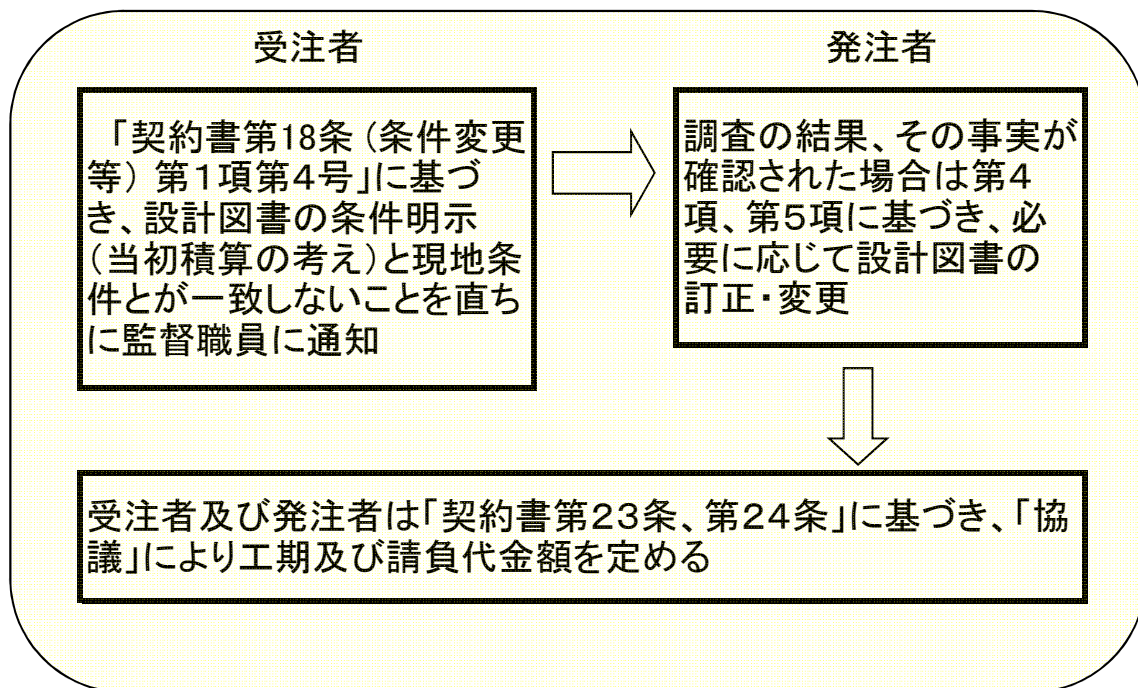 受注者
「契約書第18条（条件変更
等）第１項第４号」に基づ
き、設計図書の条件明示
（当初積算の考え）と現地条
件とが一致しないことを直ち
に監督職員に通知
発注者
調査の結果、その事実が
確認された場合は第４
項、第５項に基づき、必
要に応じて設計図書の
訂正・変更
受注者及び発注者は「契約書第２３条、第２４条」に基づき、「協
議」により工期及び請負代金額を定める